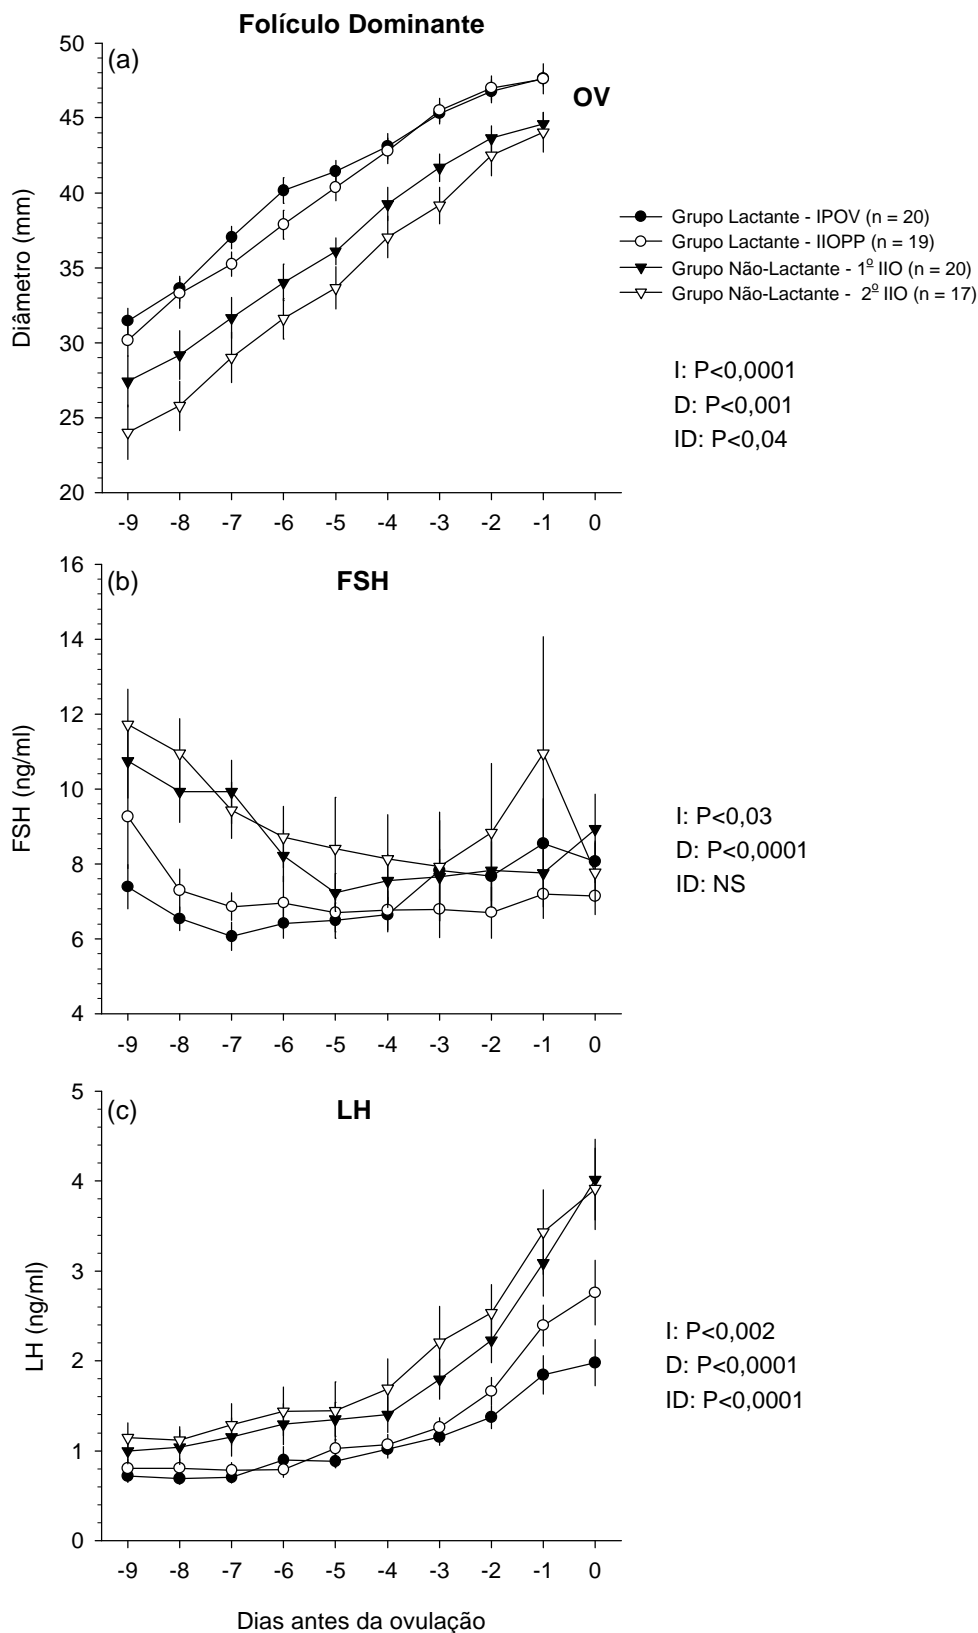 Folículo Dominante
(a)
OV
Diâmetro (mm)
50
45
40
35
30
25
20
-9 -8 -7 -6 -5 -4 -3 -2 -1 0
Grupo Lactante - IPOV (n = 20)
Grupo Lactante - IIOPP (n = 19)
Grupo Não-Lactante - 1º IIO (n = 20)
Grupo Não-Lactante - 2º IIO (n = 17)
I: P<0,0001
D: P<0,001
ID: P<0,04
(b)
FSH
FSH (ng/ml)
16
14
12
10
8
6
4
-9 -8 -7 -6 -5 -4 -3 -2 -1 0
I: P<0,03
D: P<0,0001
ID: NS
(c)
LH
LH (ng/ml)
5
4
3
2
1
0
-9 -8 -7 -6 -5 -4 -3 -2 -1 0
I: P<0,002
D: P<0,0001
ID: P<0,0001
Dias antes da ovulação